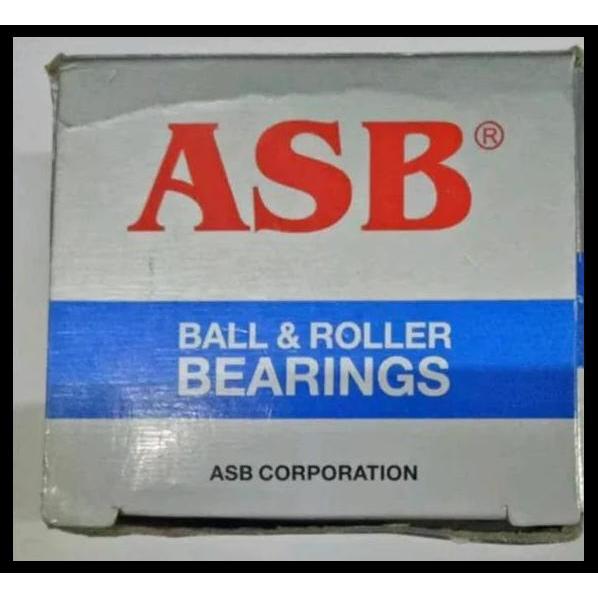 ASB®
BALL & ROLLER
BEARINGS
ASB CORPORATION